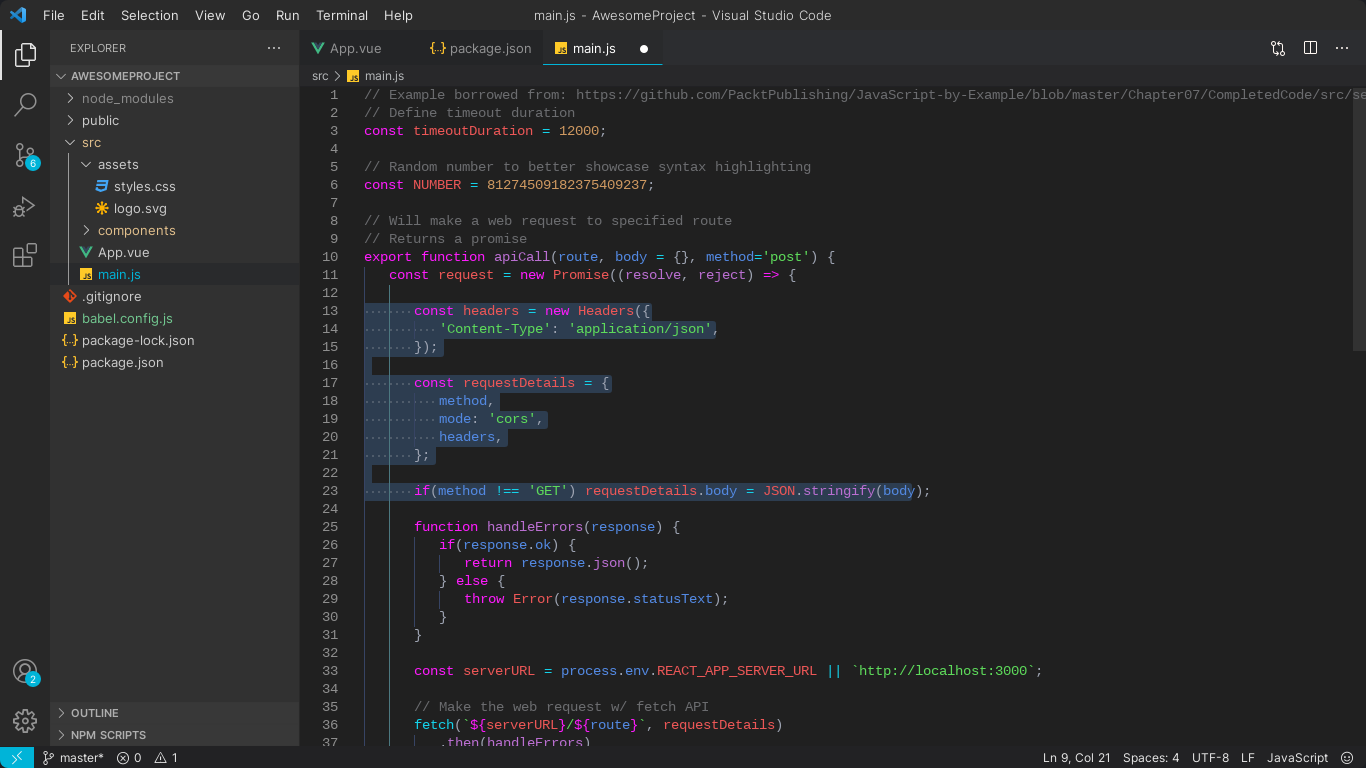 File Edit Selection View Go Run Terminal Help
main.js - AwesomeProject - Visual Studio Code
EXPLORER
App.vue
package.json
main.js
AWESOMEPROJECT
node_modules
public
src
assets
styles.css
logo.svg
components
App.vue
main.js
.gitignore
babel.config.js
package-lock.json
package.json
OUTLINE
NPM SCRIPTS
6
2
src > main.js
1 // Example borrowed from: https://github.com/PacktPublishing/JavaScript-by-Example/blob/master/Chapter07/CompletedCode/src/se
2 // Define timeout duration
3 const timeoutDuration = 12000;
4
5 // Random number to better showcase syntax highlighting
6 const NUMBER = 81274509182375409237;
7
8 // Will make a web request to specified route
9 // Returns a promise
10 export function apiCall(route, body = {}, method='post') {
11 const request = new Promise((resolve, reject) => {
12
13 const headers = new Headers({
14 'Content-Type': 'application/json',
15 });
16
17 const requestDetails = {
18 method,
19 mode: 'cors',
20 headers,
21 };
22
23 if(method !== 'GET') requestDetails.body = JSON.stringify(body);
24
25 function handleErrors(response) {
26 if(response.ok) {
27 return response.json();
28 } else {
29 throw Error(response.statusText);
30 }
31 }
32
33 const serverURL = process.env.REACT_APP_SERVER_URL || `http://localhost:3000`;
34
35 // Make the web request w/ fetch API
36 fetch(`${serverURL}/${route}`, requestDetails)
37 .then(handleErrors)
master* 0 1
Ln 9, Col 21 Spaces: 4 UTF-8 LF JavaScript